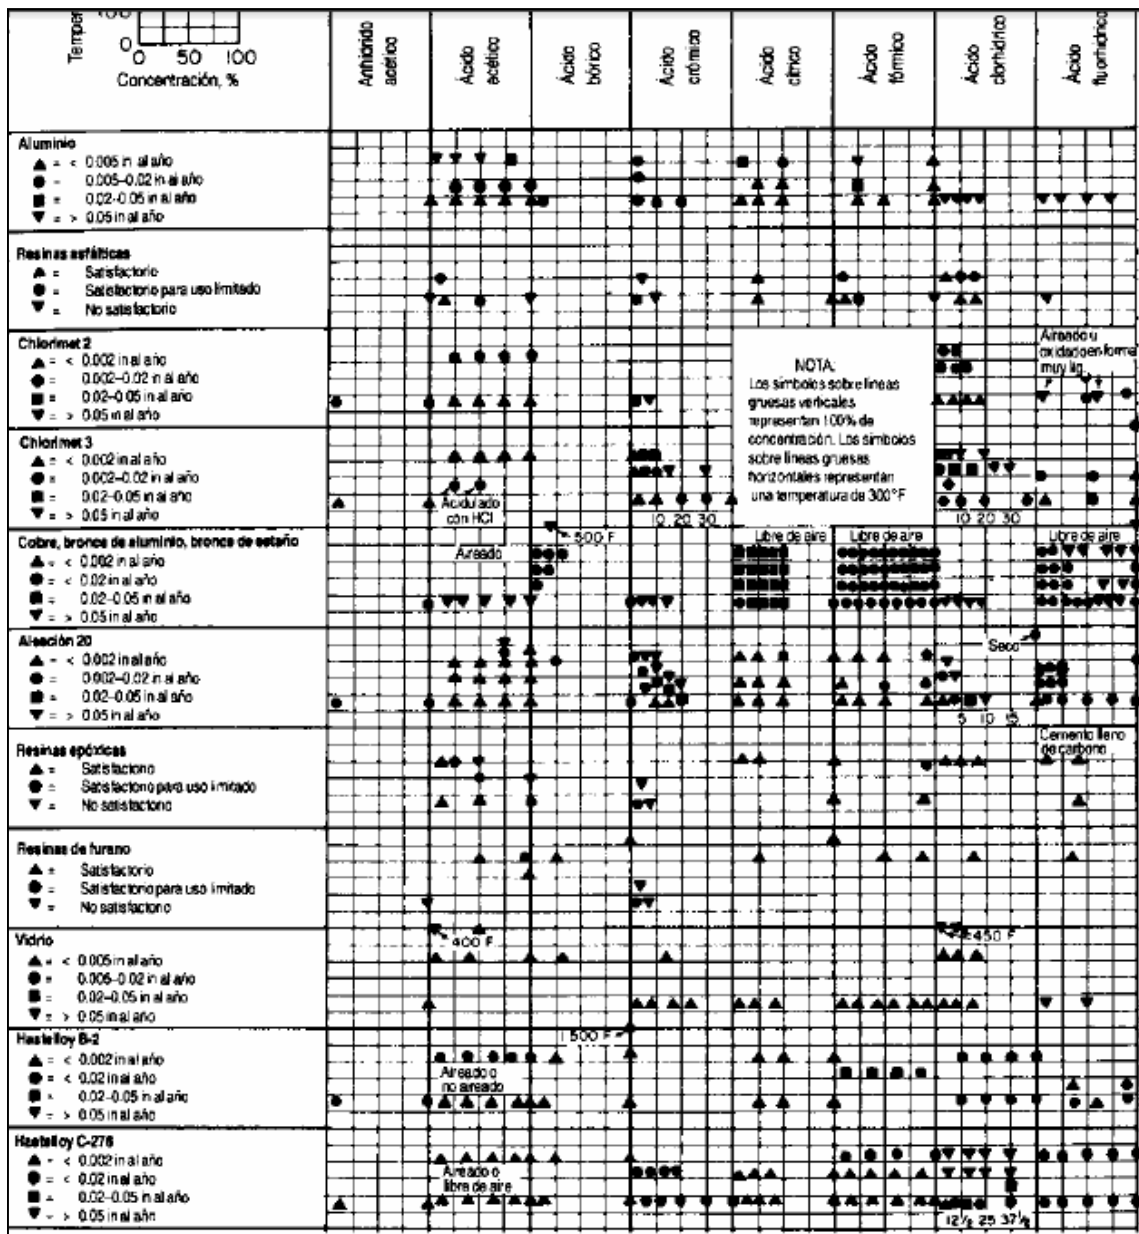 100
0
0 50 100
Concentración, %
Anhídrido acético
Ácido acético
Ácido bórico
Ácido crómico
Ácido cítrico
Ácido fórmico
Ácido clorhídrico
Ácido fluorhídrico
Aluminio
▲ = < 0.005 in al año
● = 0.005–0.02 in al año
■ = 0.02–0.05 in al año
▼ = > 0.05 in al año
Resinas asfálticas
▲ = Satisfactorio
● = Satisfactorio para uso limitado
▼ = No satisfactorio
Chlorimet 2
▲ = < 0.002 in al año
● = 0.002–0.02 in al año
■ = 0.02–0.05 in al año
▼ = > 0.05 in al año
NOTA:
Los símbolos sobre líneas
gruesas verticales
representan 100% de
concentración. Los símbolos
sobre líneas gruesas
horizontales representan
una temperatura de 300°F
Aireado u
oxidado en forma
muy lig.
Chlorimet 3
▲ = < 0.002 in al año
● = 0.002–0.02 in al año
■ = 0.02–0.05 in al año
▼ = > 0.05 in al año
Acidulado
con HCl
10 20 30
10 20 30
Cobre, bronce de aluminio, bronce de estaño
▲ = < 0.002 in al año
● = < 0.02 in al año
■ = 0.02–0.05 in al año
▼ = > 0.05 in al año
Aireado
500 F
Libre de aire
Libre de aire
Libre de aire
Aleación 20
▲ = < 0.002 in al año
● = 0.002–0.02 in al año
■ = 0.02–0.05 in al año
▼ = > 0.05 in al año
Seco
5 10 15
Resinas epóxicas
▲ = Satisfactorio
● = Satisfactorio para uso limitado
▼ = No satisfactorio
Cemento lleno
de carbono
Resinas de furano
▲ = Satisfactorio
● = Satisfactorio para uso limitado
▼ = No satisfactorio
Vidrio
▲ = < 0.005 in al año
● = 0.005–0.02 in al año
■ = 0.02–0.05 in al año
▼ = > 0.05 in al año
400 F
450 F
Hastelloy B-2
▲ = < 0.002 in al año
● = < 0.02 in al año
■ = 0.02–0.05 in al año
▼ = > 0.05 in al año
1 500 F
Aireado o
no aireado
Hastelloy C-276
▲ = < 0.002 in al año
● = < 0.02 in al año
■ = 0.02–0.05 in al año
▼ = > 0.05 in al año
Aireado o
libre de aire
12½ 25 37½